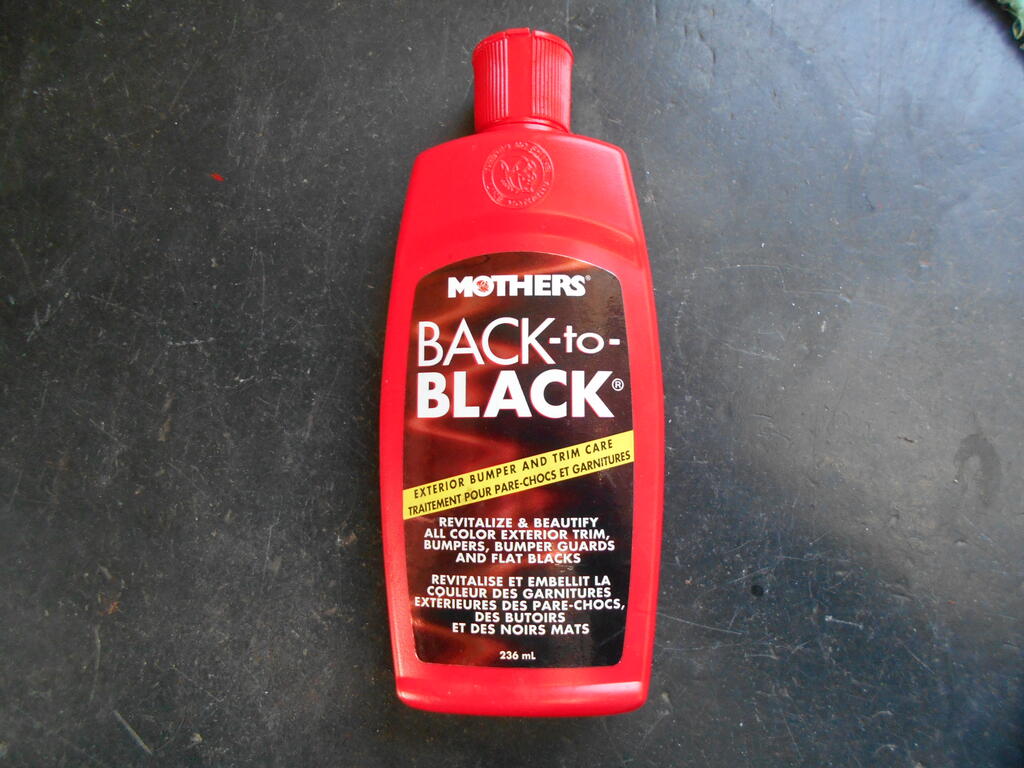 MOTHERS®
BACK-to-
BLACK®
EXTERIOR BUMPER AND TRIM CARE
TRAITEMENT POUR PARE-CHOCS ET GARNITURES
REVITALIZE & BEAUTIFY
ALL COLOR EXTERIOR TRIM,
BUMPERS, BUMPER GUARDS
AND FLAT BLACKS
REVITALISE ET EMBELLIT LA
COULEUR DES GARNITURES
EXTÉRIEURES DES PARE-CHOCS,
DES BUTOIRS
ET DES NOIRS MATS
236 mL